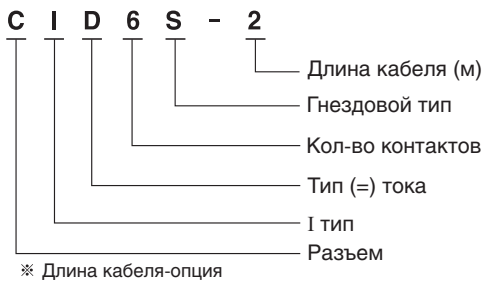 C I D 6 S - 2
Длина кабеля (м)
Гнездовой тип
Кол-во контактов
Тип (=) тока
I тип
Разъем
※ Длина кабеля-опция